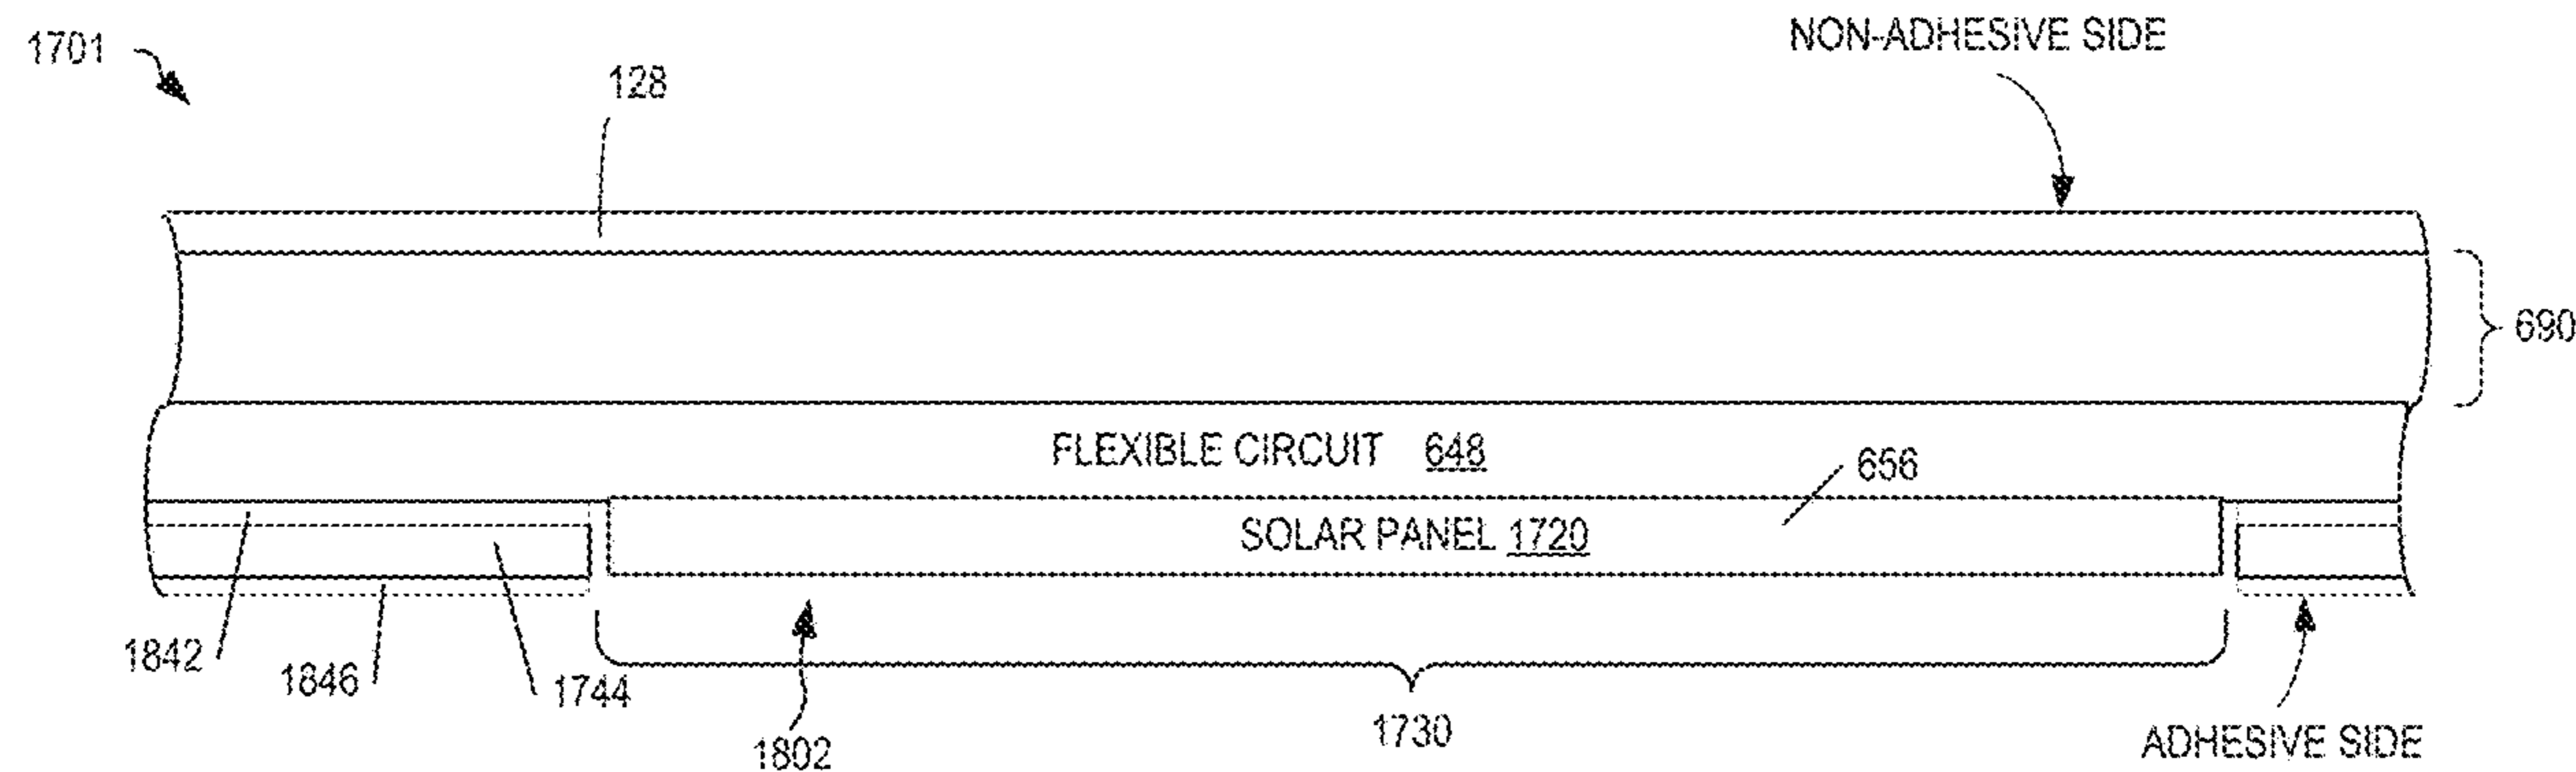 1701
NON-ADHESIVE SIDE
128
690
FLEXIBLE CIRCUIT 648
656
SOLAR PANEL 1720
1842
1846
1744
1802
1730
ADHESIVE SIDE